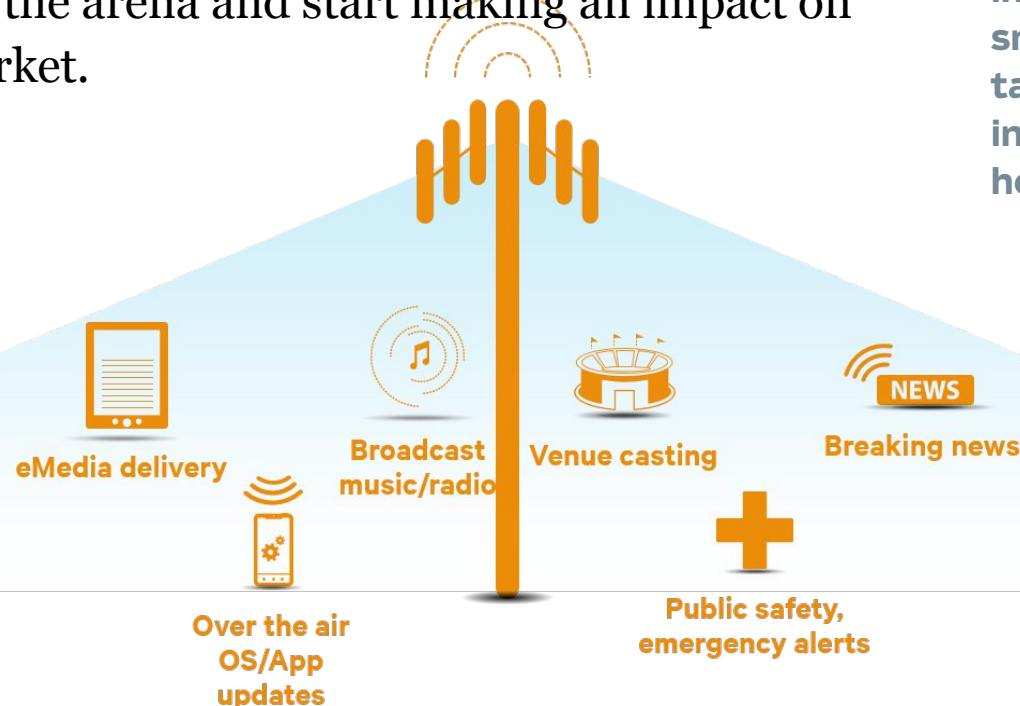 the arena and start making an impact on
rket.
eMedia delivery
Broadcast
music/radio
Venue casting
NEWS
Breaking news
Over the air
OS/App
updates
Public safety,
emergency alerts